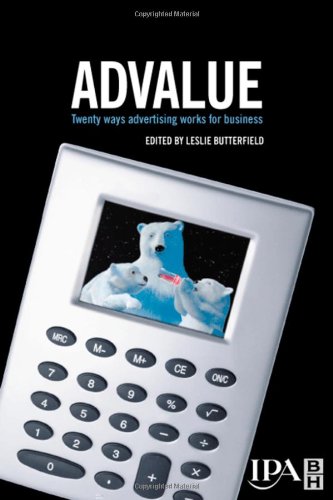 ADVALUE
Twenty ways advertising works for business
EDITED BY LESLIE BUTTERFIELD
MRC M- M+ CE ON/C
7 8 9 % √
4 5 6 × ÷
1 2 3 − =
0 . +
IPA B
H